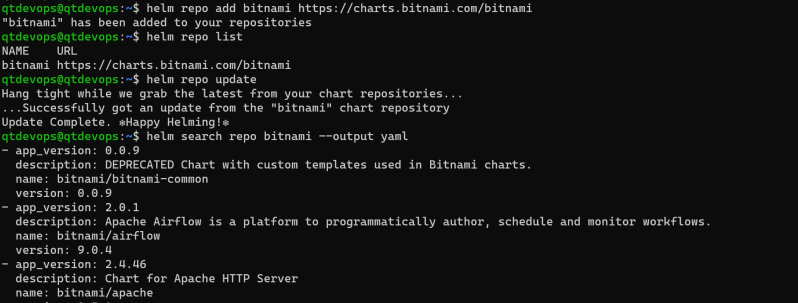 qtdevops@qtdevops:~$ helm repo add bitnami https://charts.bitnami.com/bitnami
"bitnami" has been added to your repositories
qtdevops@qtdevops:~$ helm repo list
NAME    URL
bitnami https://charts.bitnami.com/bitnami
qtdevops@qtdevops:~$ helm repo update
Hang tight while we grab the latest from your chart repositories...
...Successfully got an update from the "bitnami" chart repository
Update Complete. ⎈Happy Helming!⎈
qtdevops@qtdevops:~$ helm search repo bitnami --output yaml
- app_version: 0.0.9
  description: DEPRECATED Chart with custom templates used in Bitnami charts.
  name: bitnami/bitnami-common
  version: 0.0.9
- app_version: 2.0.1
  description: Apache Airflow is a platform to programmatically author, schedule and monitor workflows.
  name: bitnami/airflow
  version: 9.0.4
- app_version: 2.4.46
  description: Chart for Apache HTTP Server
  name: bitnami/apache